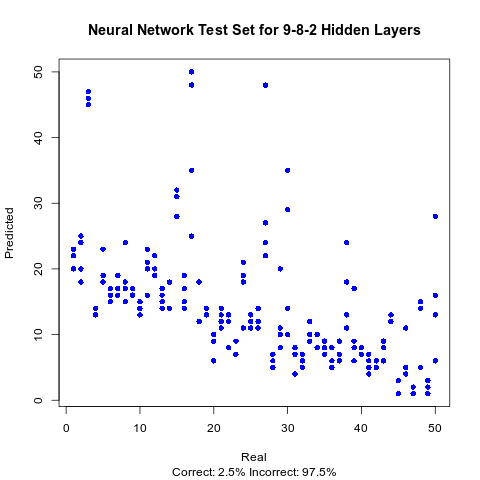 Neural Network Test Set for 9-8-2 Hidden Layers
Predicted
50
40
30
20
10
0
0 10 20 30 40 50
Real
Correct: 2.5% Incorrect: 97.5%